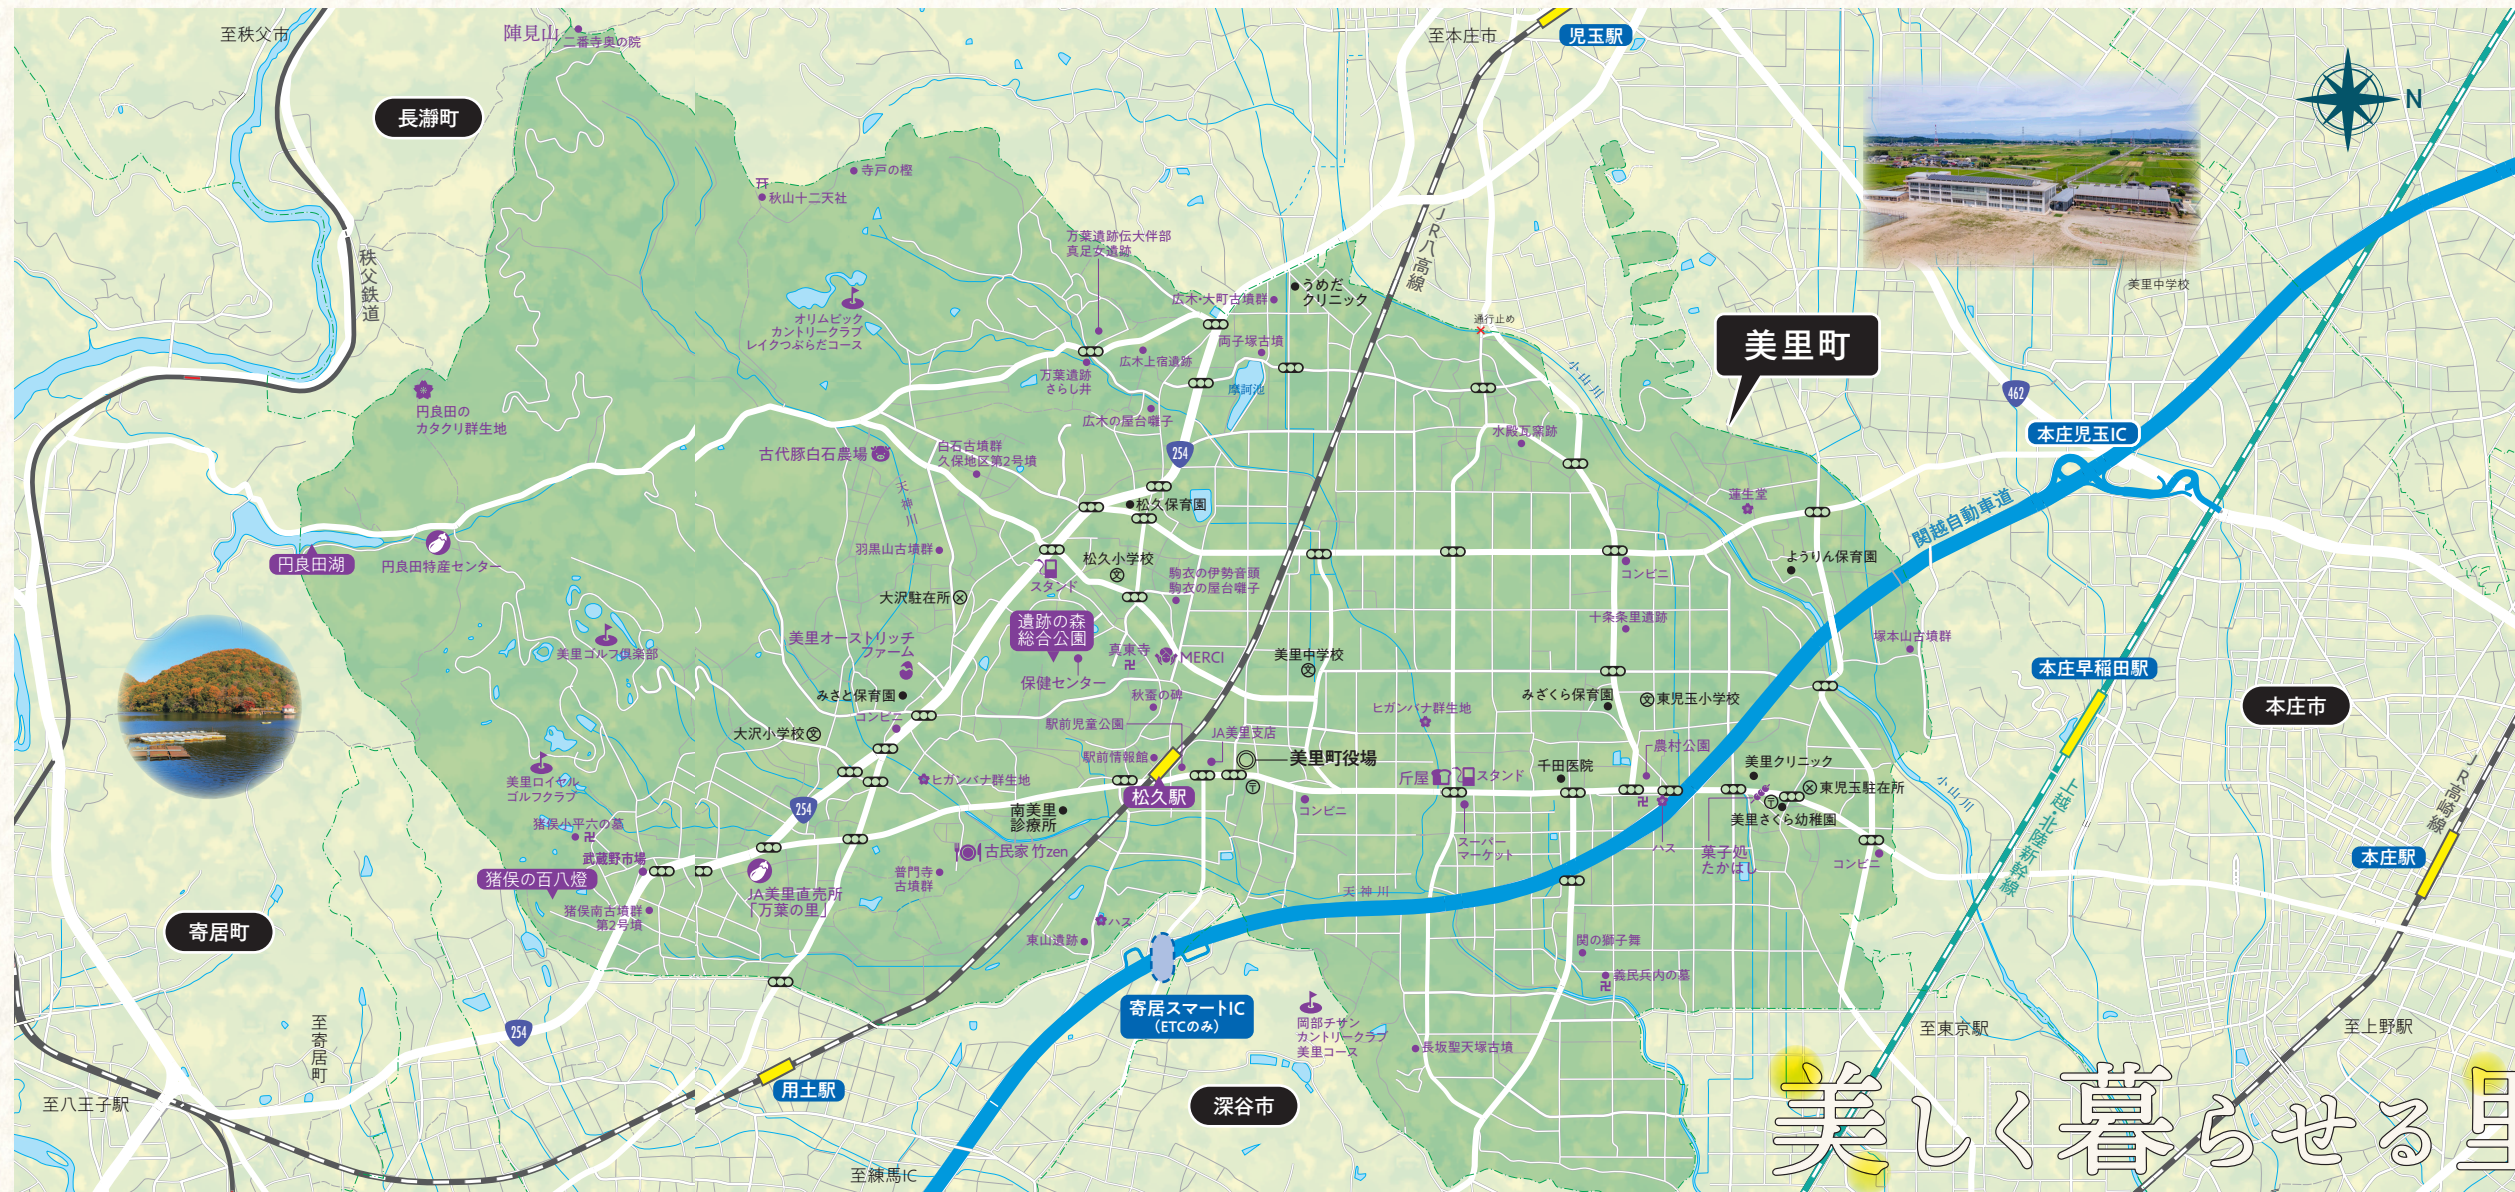 至秩父市
陣見山
二番寺奥の院
至本庄市
児玉駅
長瀞町
N
秩父鉄道
寺戸の樫
秋山十二天社
JR八高線
万葉遺跡伝大伴部
真足女遺跡
広木・大町古墳群
うめだ
クリニック
美里中学校
オリムピック
カントリークラブ
レイクつぶらだコース
通行止め
美里町
両子塚古墳
広木上宿遺跡
万葉遺跡
さらし井
摩訶池
小山川
462
円良田の
カタクリ群生地
広木の屋台囃子
水殿瓦窯跡
本庄児玉IC
古代豚白石農場
白石古墳群
久保地区第2号墳
254
天神川
松久保育園
蓮生堂
関越自動車道
円良田湖
円良田特産センター
羽黒山古墳群
松久小学校
文
スタンド
駒衣の伊勢音頭
駒衣の屋台囃子
コンビニ
ようりん保育園
大沢駐在所
遺跡の森
総合公園
十条条里遺跡
塚本山古墳群
美里オーストリッチ
ファーム
美里ゴルフ倶楽部
真東寺
MERCI
美里中学校
文
本庄早稲田駅
保健センター
みさと保育園
秋蚕の碑
みざくら保育園
文
東児玉小学校
本庄市
コンビニ
ヒガンバナ群生地
大沢小学校
文
駅前児童公園
JA美里支店
駅前情報館
美里町役場
農村公園
美里ロイヤル
ゴルフクラブ
ヒガンバナ群生地
斤屋
スタンド
千田医院
美里クリニック
東児玉駐在所
JR高崎線
小山川
上越・北陸新幹線
松久駅
254
南美里
診療所
コンビニ
美里さくら幼稚園
猪俣小平六の墓
武蔵野市場
古民家 竹zen
スーパー
マーケット
ハス
菓子処
たかはし
コンビニ
本庄駅
猪俣の百八燈
JA美里直売所
「万葉の里」
普門寺
古墳群
天神川
猪俣南古墳群
第2号墳
寄居町
ハス
東山遺跡
関の獅子舞
義民兵内の墓
寄居スマートIC
(ETCのみ)
岡部チサン
カントリークラブ
美里コース
長坂聖天塚古墳
至寄居町
254
至東京駅
至上野駅
至八王子駅
用土駅
深谷市
美しく暮らせる里
至練馬IC